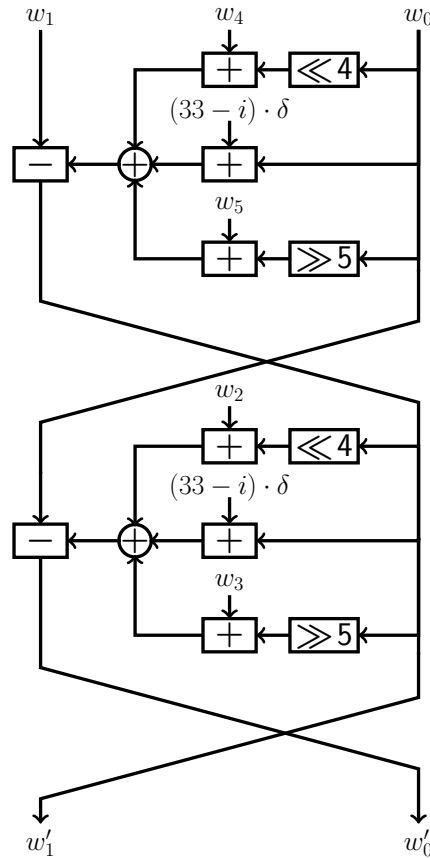 w₁ w₄ w₀
+ ≪ 4
(33 − i) · δ
− + +
w₅
+ ≫ 5
w₂
+ ≪ 4
(33 − i) · δ
− + +
w₃
+ ≫ 5
w′₁ w′₀